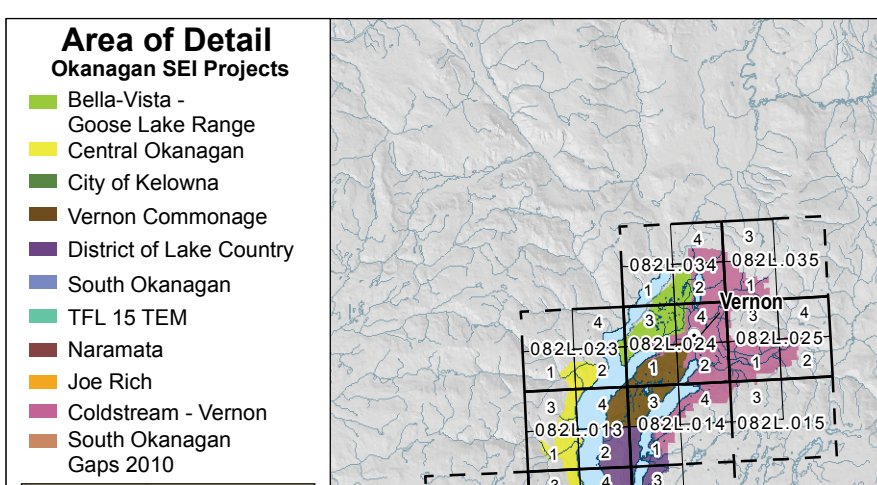 Area of Detail
Okanagan SEI Projects
Bella-Vista -
Goose Lake Range
Central Okanagan
City of Kelowna
Vernon Commonage
District of Lake Country
South Okanagan
TFL 15 TEM
Naramata
Joe Rich
Coldstream - Vernon
South Okanagan
Gaps 2010
4 3
082L.034 082L.035
1 2 1
Vernon
4 3 4 3 4
082L.023 082L.024 082L.025
1 2 1 2 1 2
3 4 3 4 3
082L.013 082L.014 082L.015
1 2 1
3 4 3